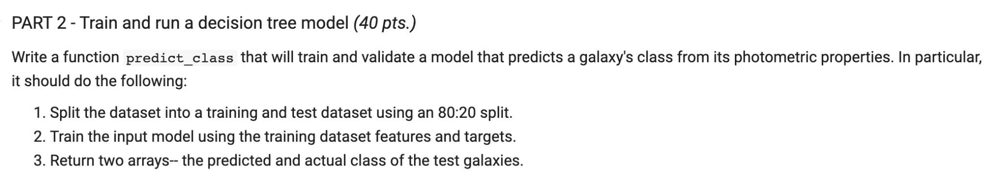 PART 2 - Train and run a decision tree model (40 pts.)
Write a function predict_class that will train and validate a model that predicts a galaxy's class from its photometric properties. In particular,
it should do the following:
1. Split the dataset into a training and test dataset using an 80:20 split.
2. Train the input model using the training dataset features and targets.
3. Return two arrays-- the predicted and actual class of the test galaxies.